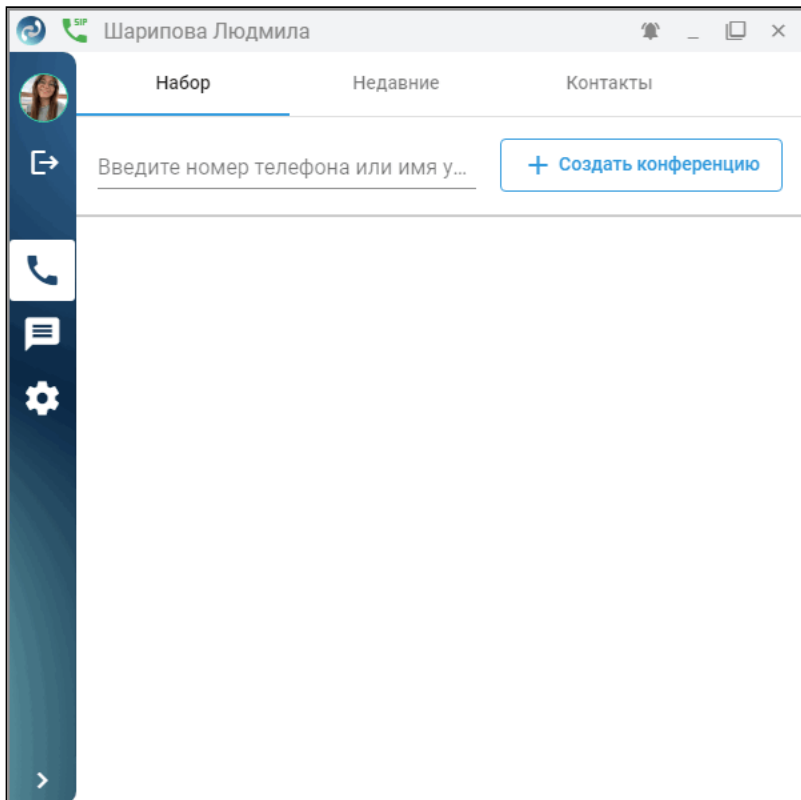 SIP
Шарипова Людмила
Набор Недавние Контакты
Введите номер телефона или имя у...
+ Создать конференцию